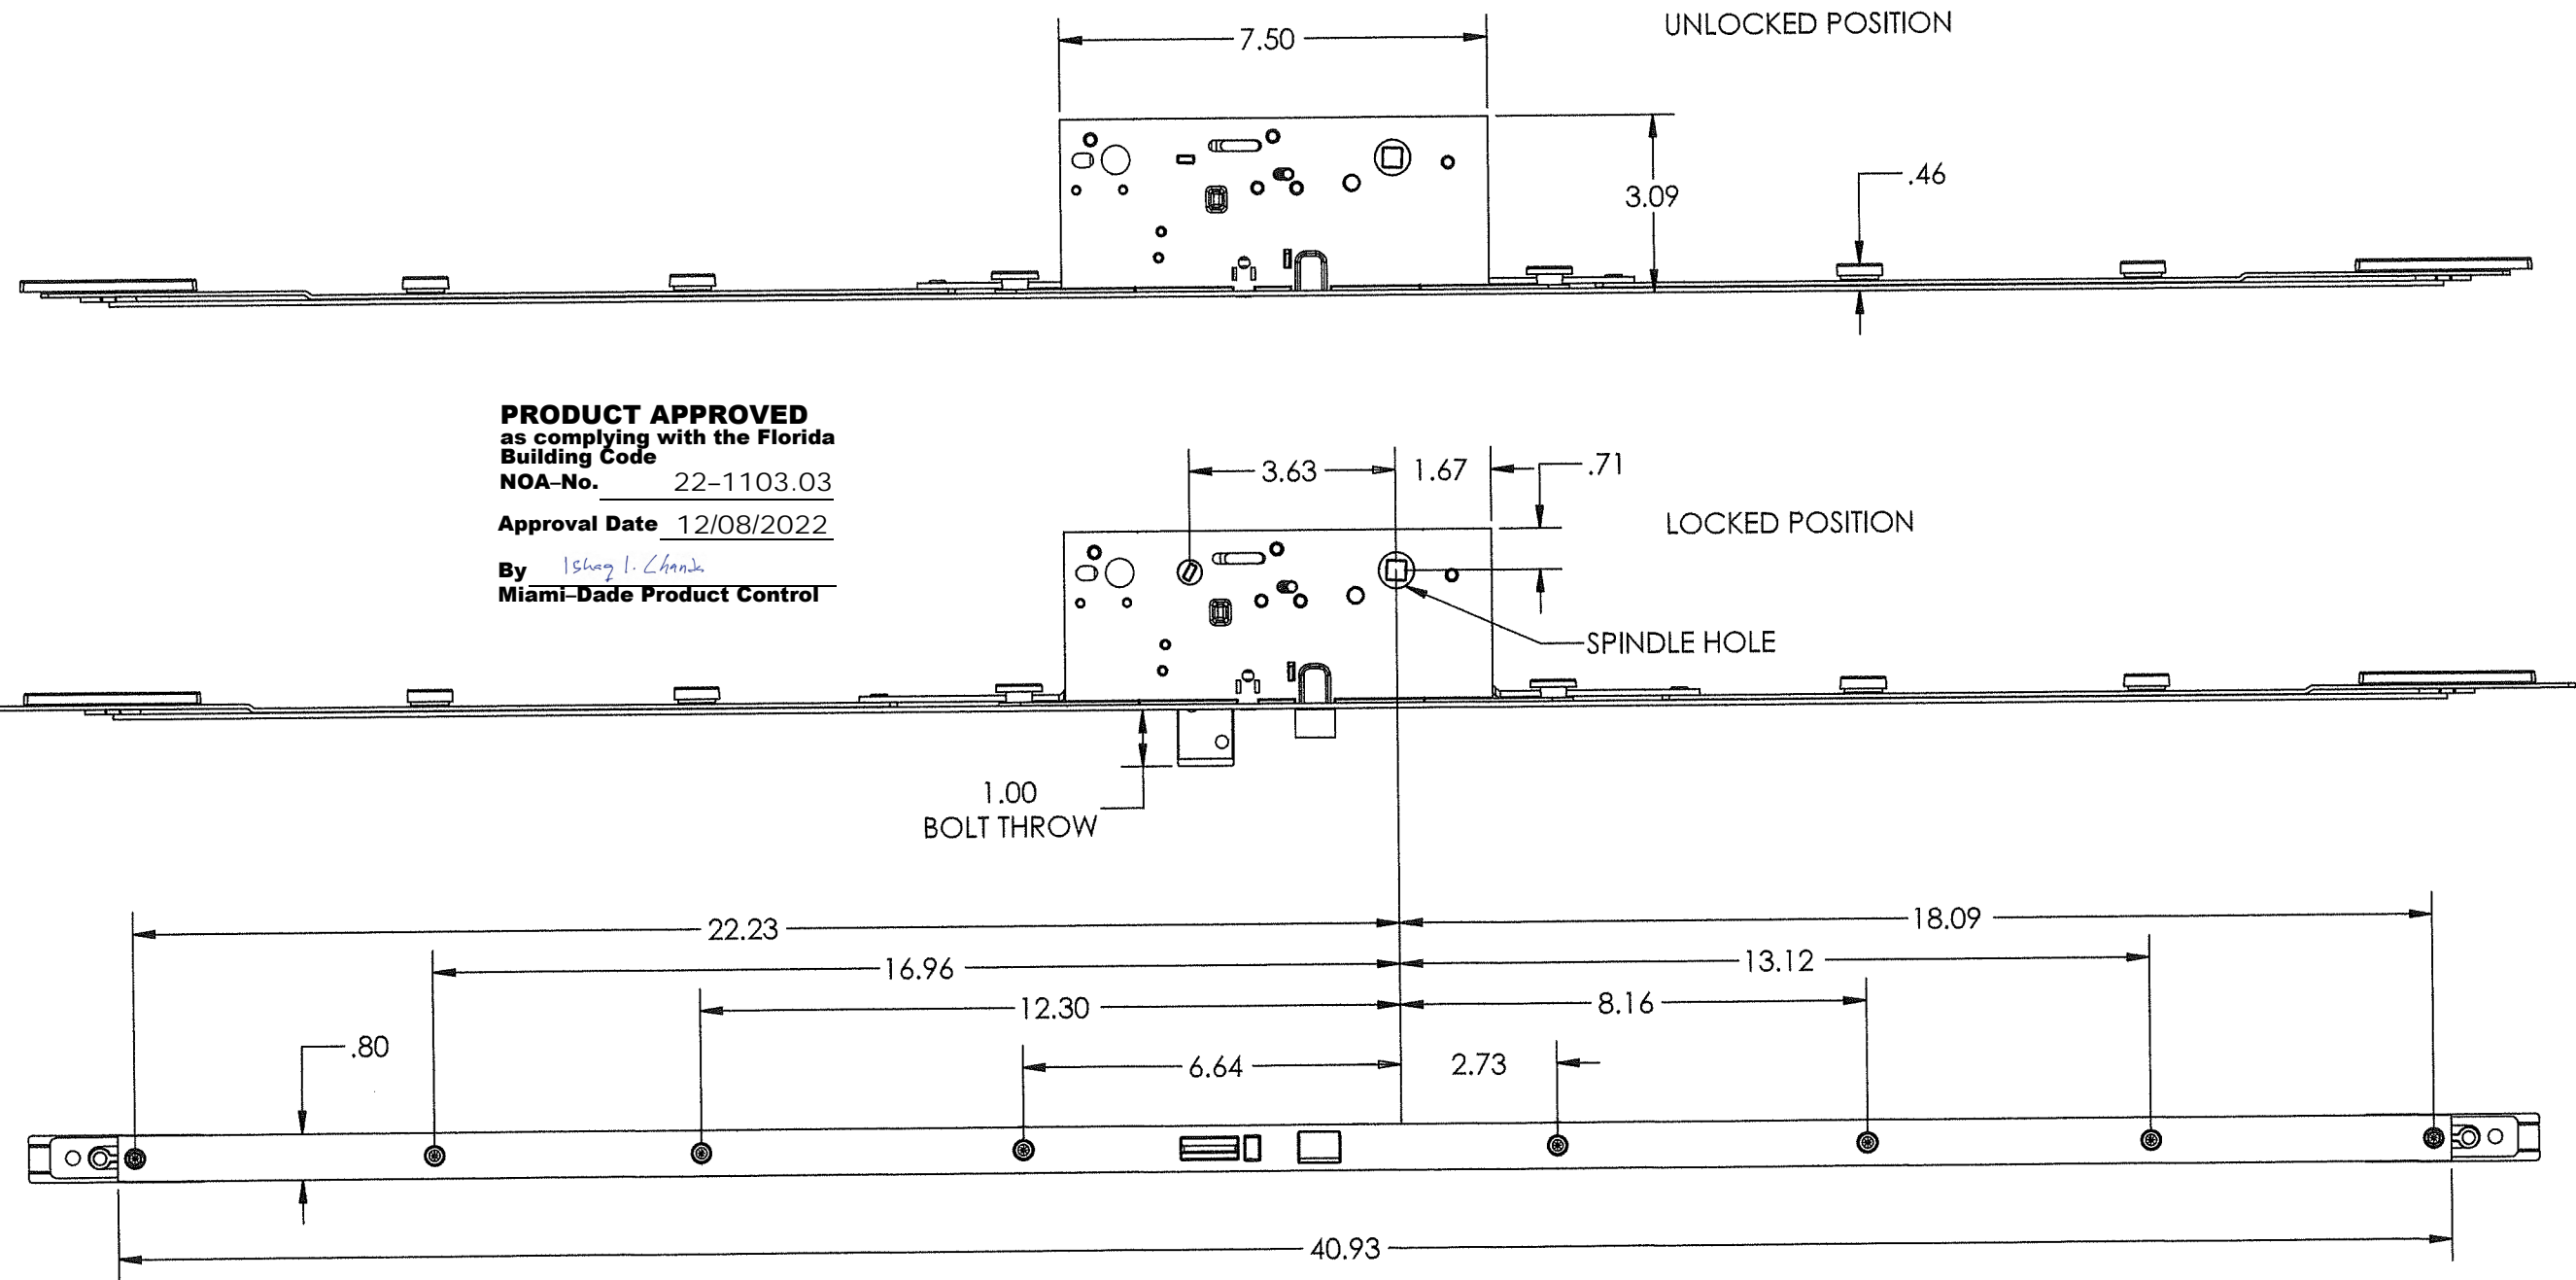 UNLOCKED POSITION
7.50
3.09
.46
PRODUCT APPROVED
as complying with the Florida
Building Code
NOA–No. 22–1103.03
Approval Date 12/08/2022
By Ishaq I.
Miami–Dade Product Control
3.63
1.67
.71
LOCKED POSITION
SPINDLE HOLE
1.00
BOLT THROW
22.23
18.09
16.96
13.12
12.30
8.16
.80
6.64
2.73
40.93